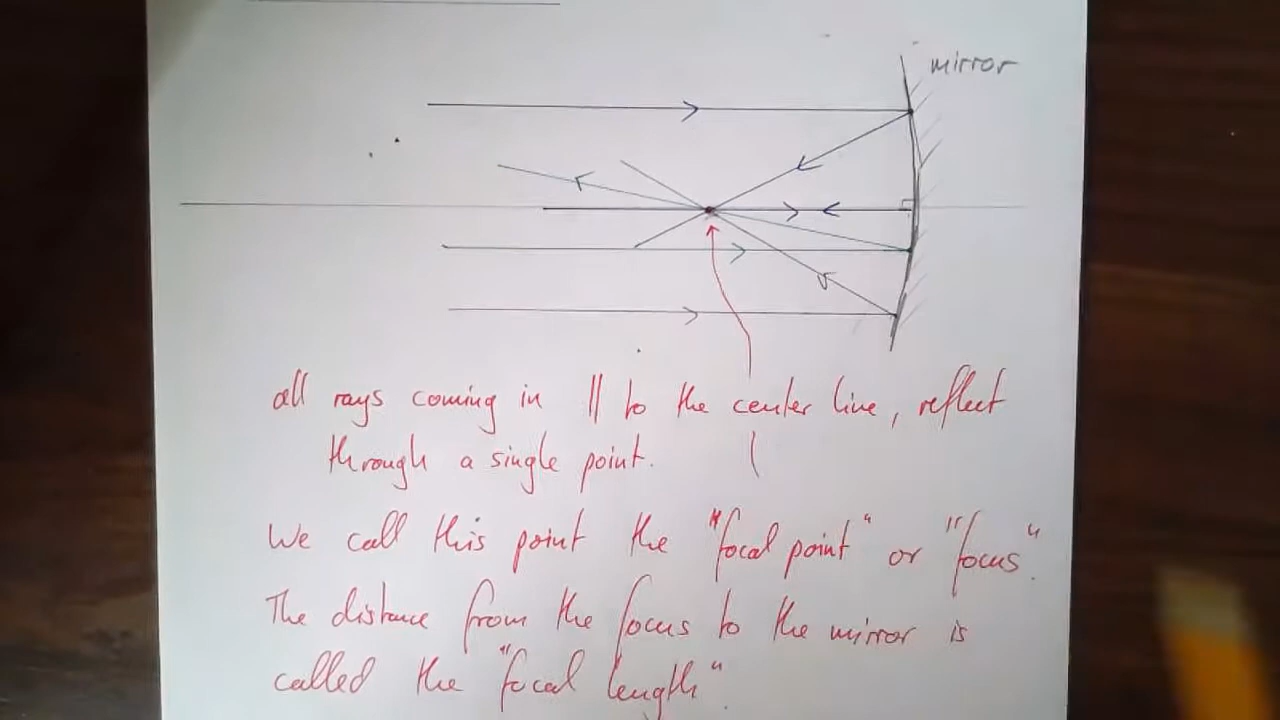 mirror
all rays coming in || to the center line, reflect
through a single point.
We call this point the "focal point" or "focus".
The distance from the focus to the mirror is
called the "focal length".